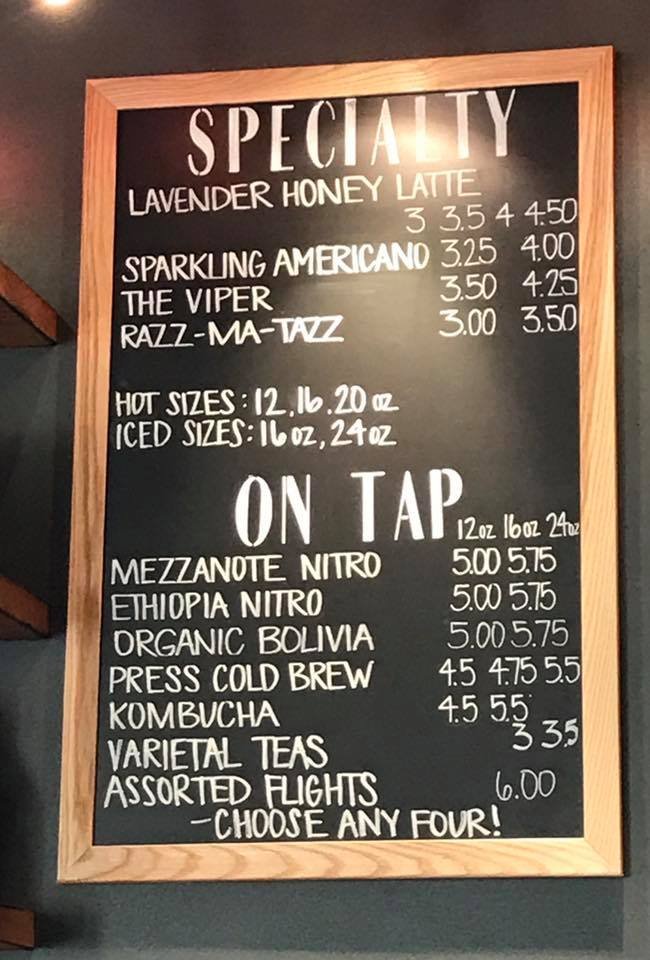 SPECIALTY
LAVENDER HONEY LATTE
3 3.5 4 4.50
SPARKLING AMERICANO 3.25 4.00
THE VIPER 3.50 4.25
RAZZ-MA-TAZZ 3.00 3.50
HOT SIZES: 12, 16. 20 oz
ICED SIZES: 16 oz, 24 oz
ON TAP
12oz 16oz 24oz
MEZZANOTE NITRO 5.00 5.75
ETHIOPIA NITRO 5.00 5.75
ORGANIC BOLIVIA 5.00 5.75
PRESS COLD BREW 4.5 4.75 5.5
KOMBUCHA 4.5 5.5
VARIETAL TEAS 3 3.5
ASSORTED FLIGHTS 6.00
-CHOOSE ANY FOUR!